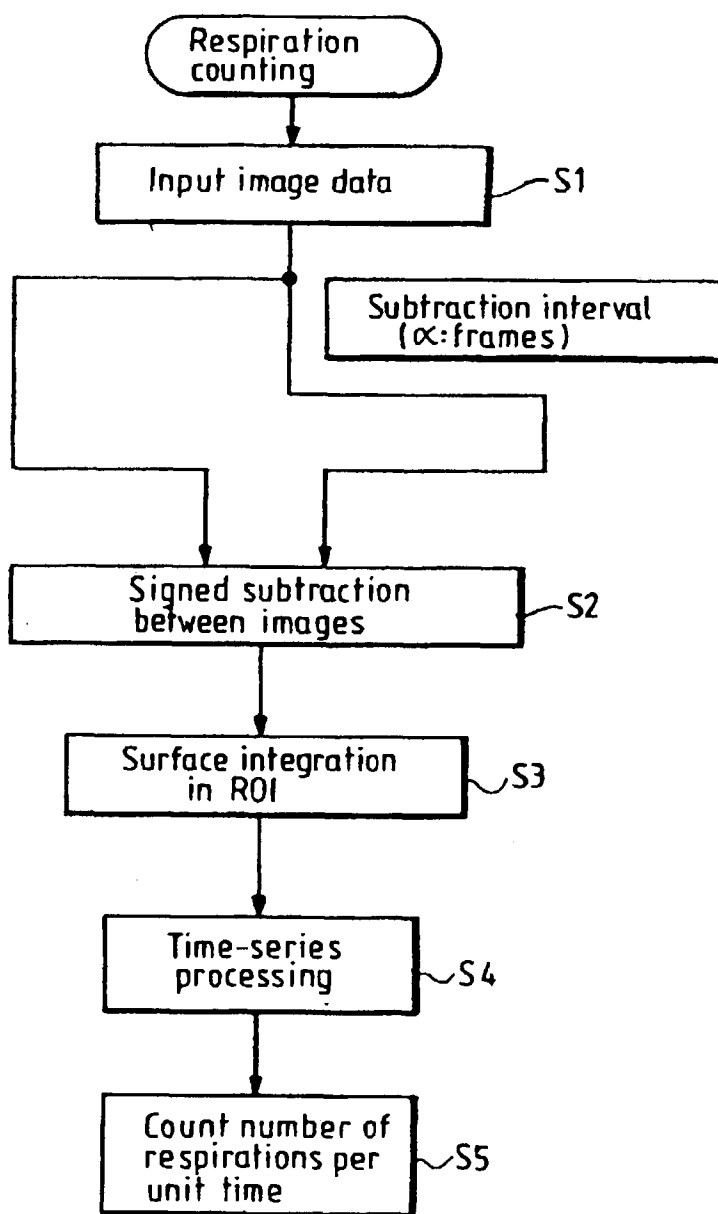 Respiration
counting
Input image data
S1
Subtraction interval
(α:frames)
Signed subtraction
between images
S2
Surface integration
in ROI
S3
Time-series
processing
S4
Count number of
respirations per
unit time
S5